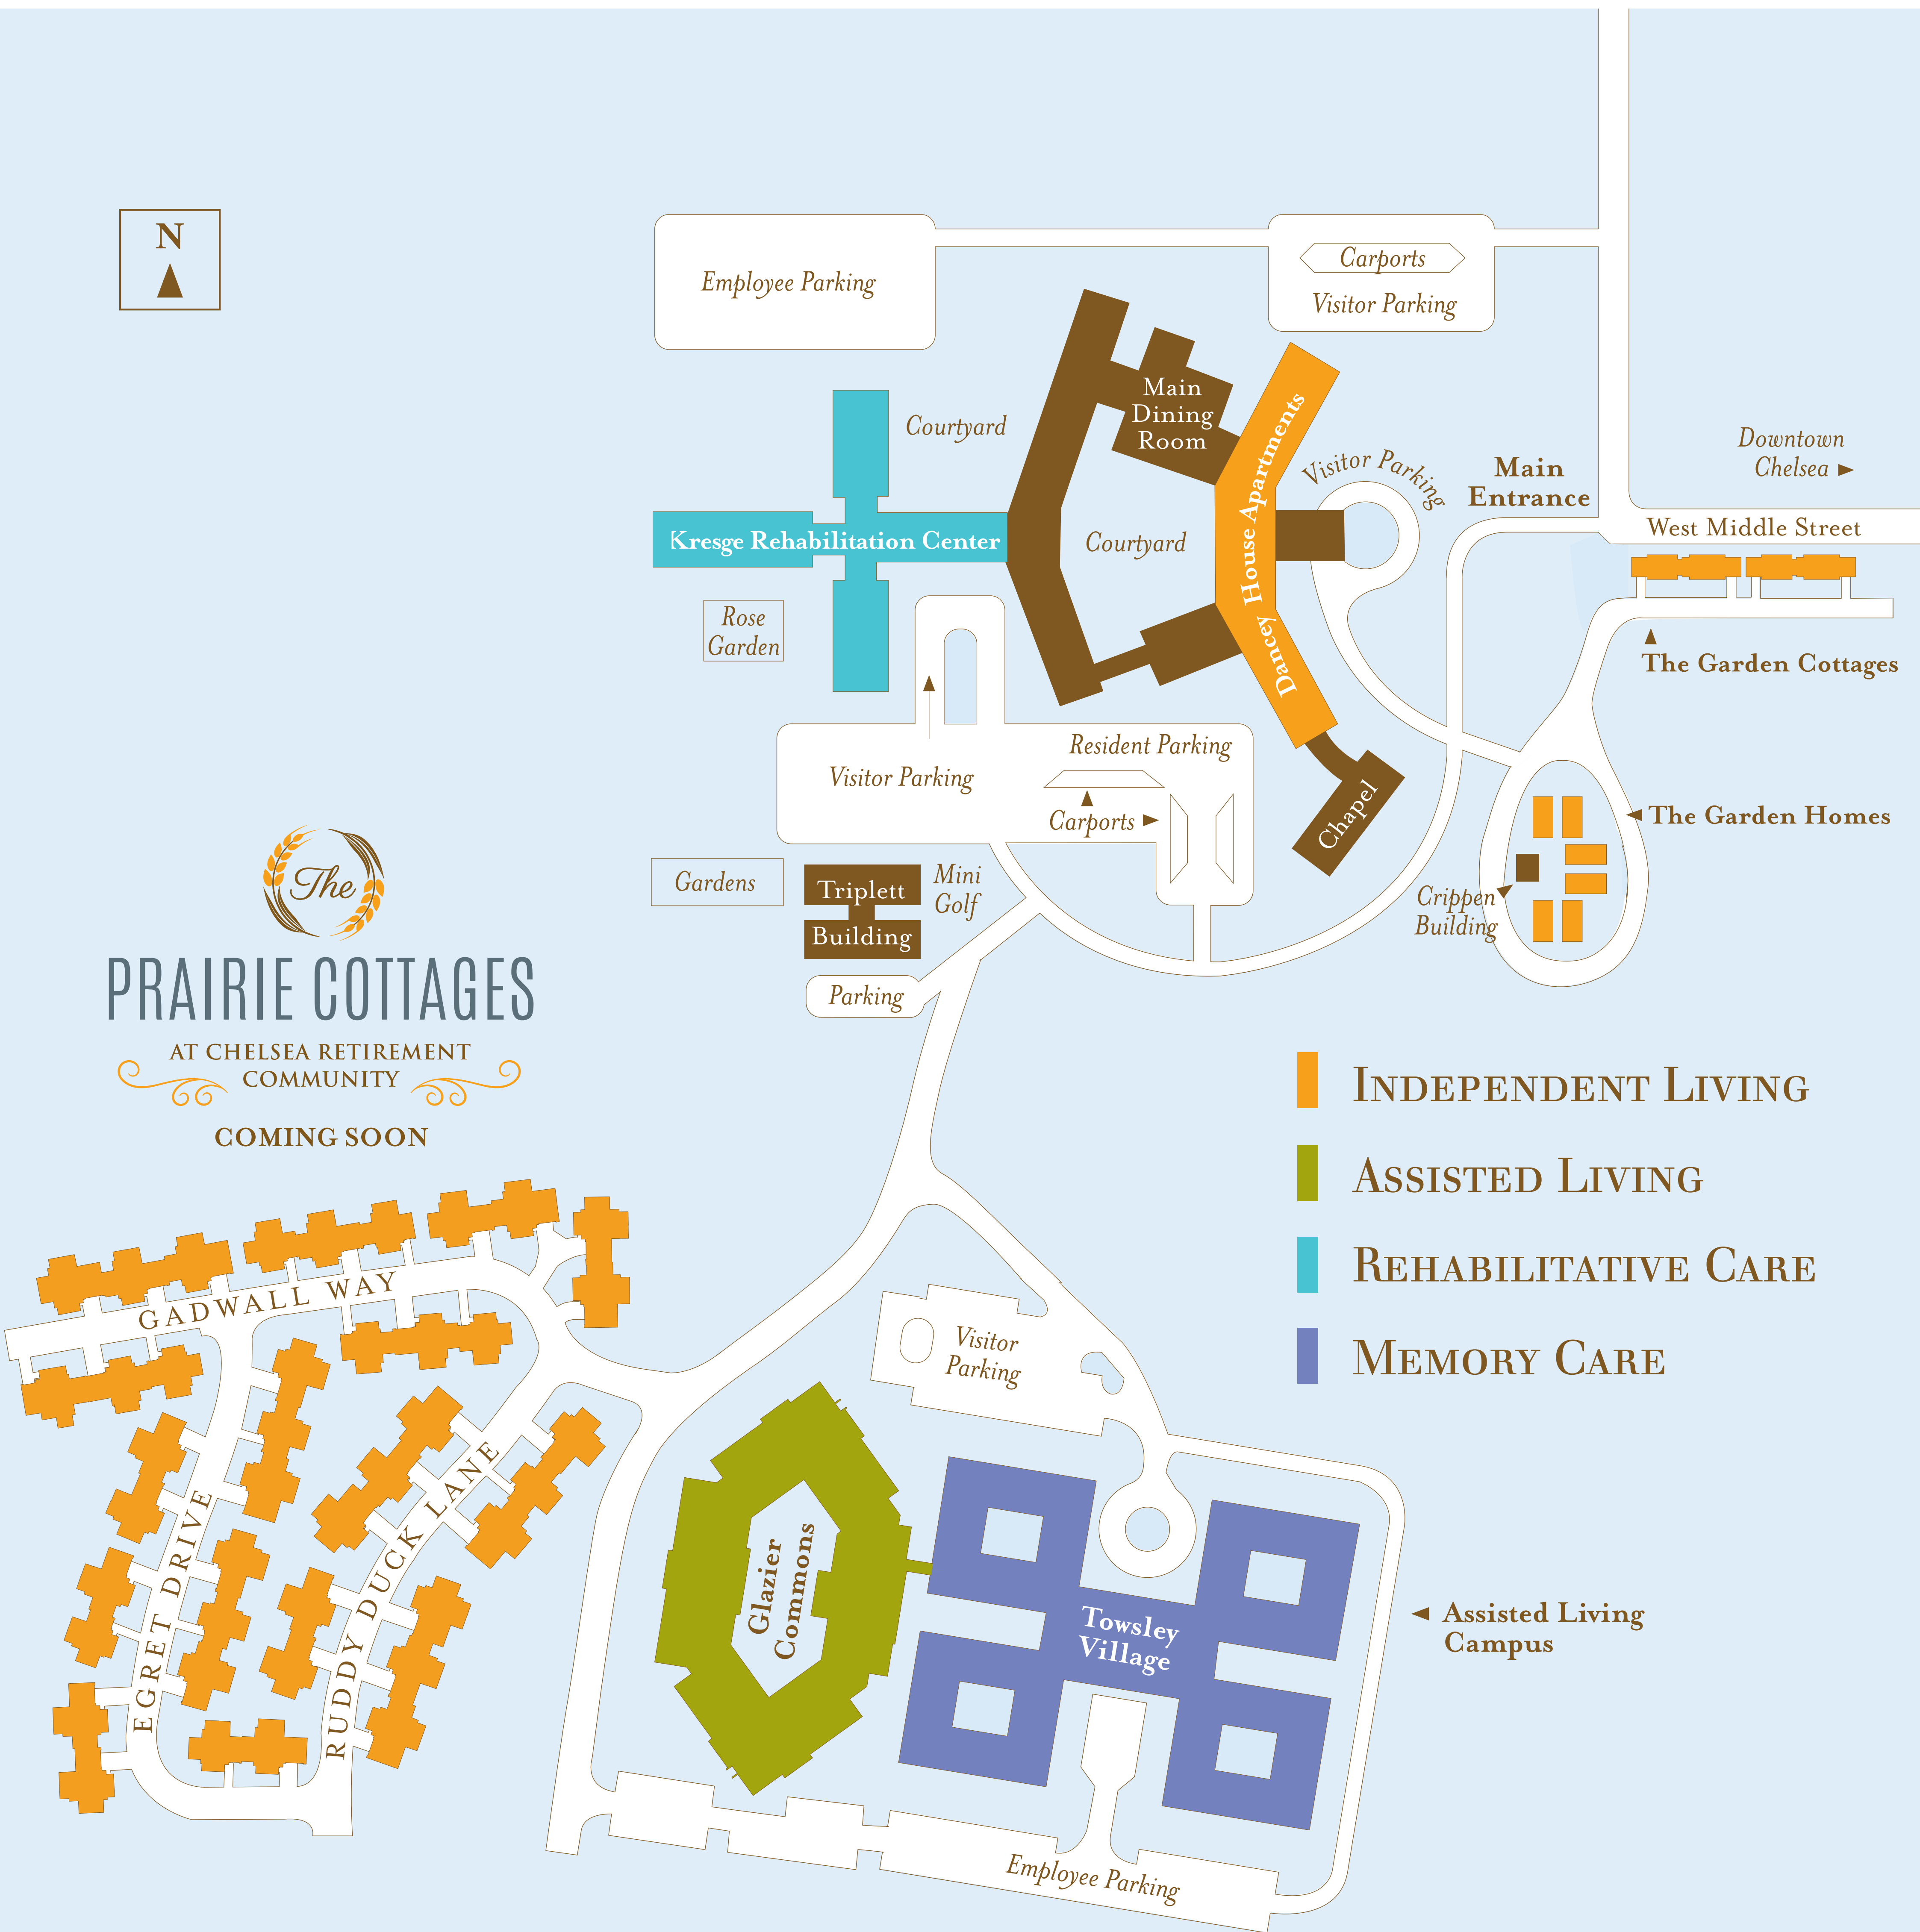 N
Employee Parking
Carports
Visitor Parking
Main
Dining
Room
Courtyard
Dancey House Apartments
Visitor Parking
Main
Entrance
Downtown
Chelsea
West Middle Street
Kresge Rehabilitation Center
Courtyard
Rose
Garden
The Garden Cottages
Resident Parking
Visitor Parking
Carports
Chapel
The Garden Homes
Crippen
Building
Gardens
Triplett
Building
Mini
Golf
Parking
The
PRAIRIE COTTAGES
AT CHELSEA RETIREMENT
COMMUNITY
COMING SOON
INDEPENDENT LIVING
ASSISTED LIVING
REHABILITATIVE CARE
MEMORY CARE
GADWALL WAY
EGRET DRIVE
RUDDY DUCK LANE
Visitor
Parking
Glazier
Commons
Towsley
Village
Assisted Living
Campus
Employee Parking